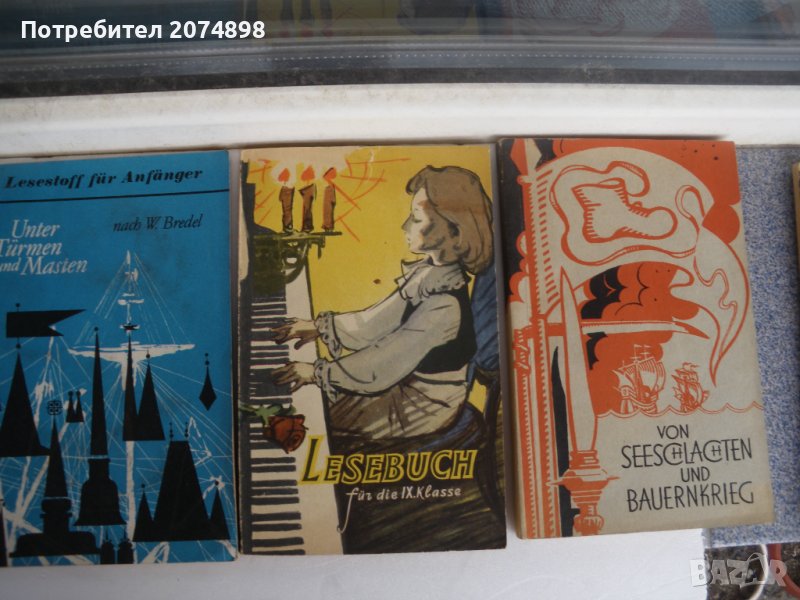 Потребител 2074898
Lesestoff für Anfänger
nach W. Bredel
Unter
Türmen
und Masten
LESEBUCH
für die IX. Klasse
VON
SEESCHLACHTEN
UND
BAUERNKRIEG
BAZAR